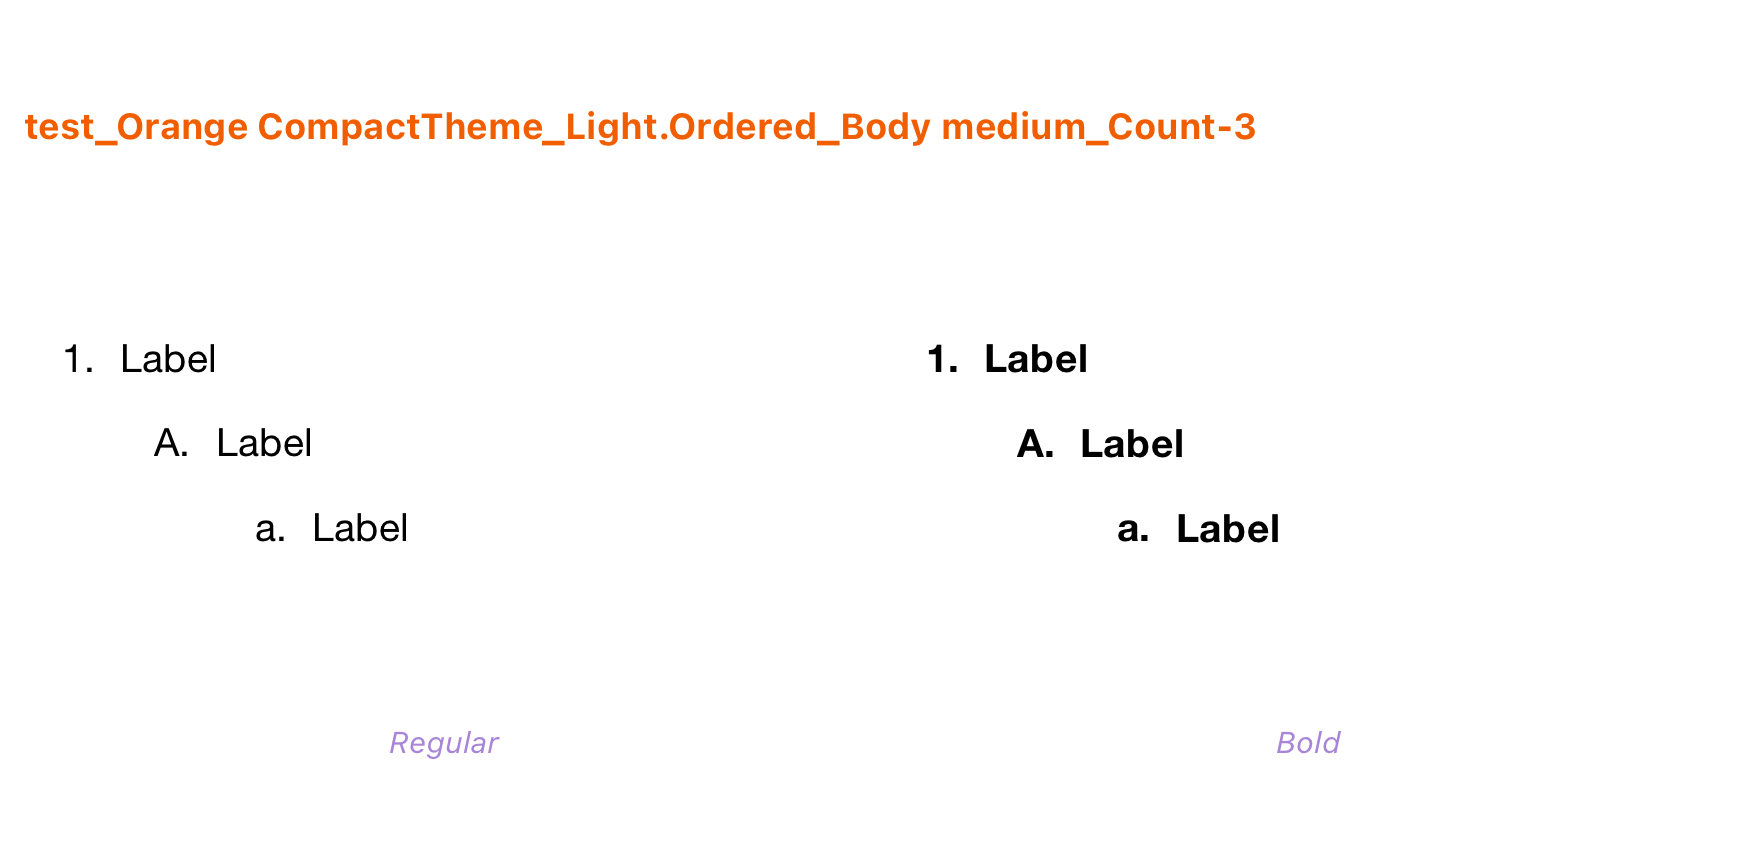 test_Orange CompactTheme_Light.Ordered_Body medium_Count-3
1. Label
A. Label
a. Label
Regular
1. Label
A. Label
a. Label
Bold